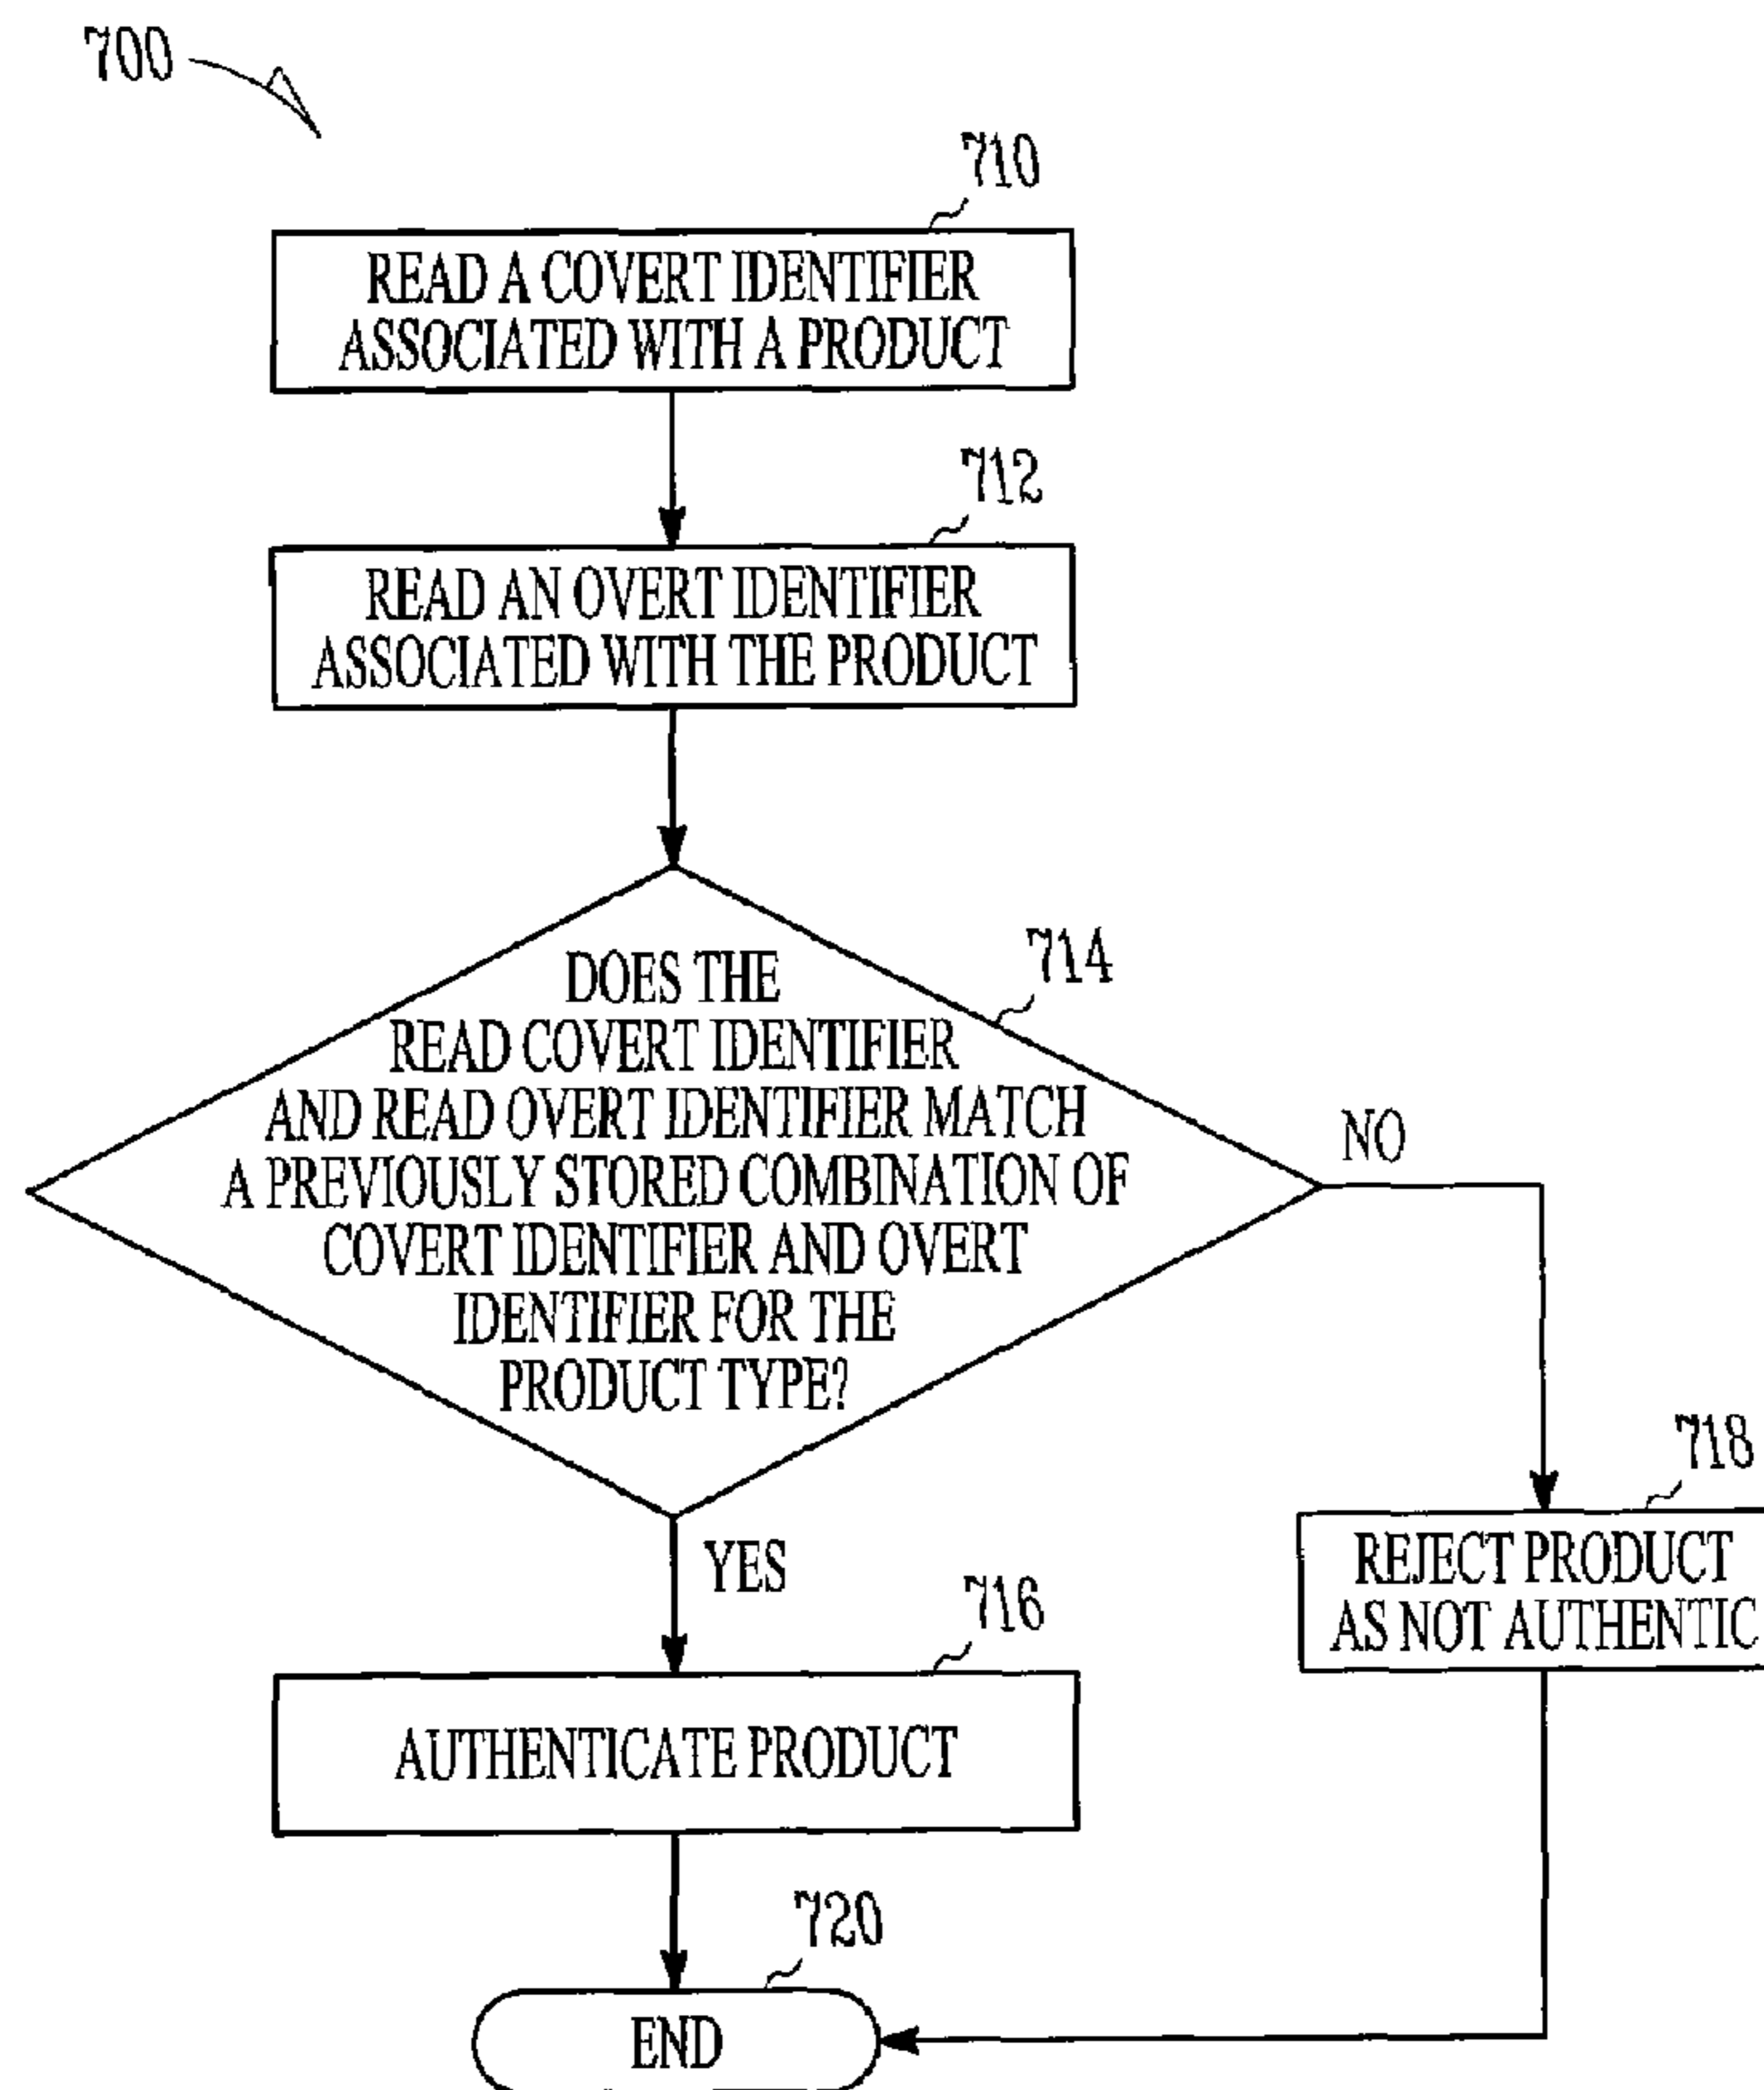 700
710
READ A COVERT IDENTIFIER
ASSOCIATED WITH A PRODUCT
712
READ AN OVERT IDENTIFIER
ASSOCIATED WITH THE PRODUCT
714
DOES THE
READ COVERT IDENTIFIER
AND READ OVERT IDENTIFIER MATCH
A PREVIOUSLY STORED COMBINATION OF
COVERT IDENTIFIER AND OVERT
IDENTIFIER FOR THE
PRODUCT TYPE?
NO
718
REJECT PRODUCT
AS NOT AUTHENTIC
YES
716
AUTHENTICATE PRODUCT
720
END